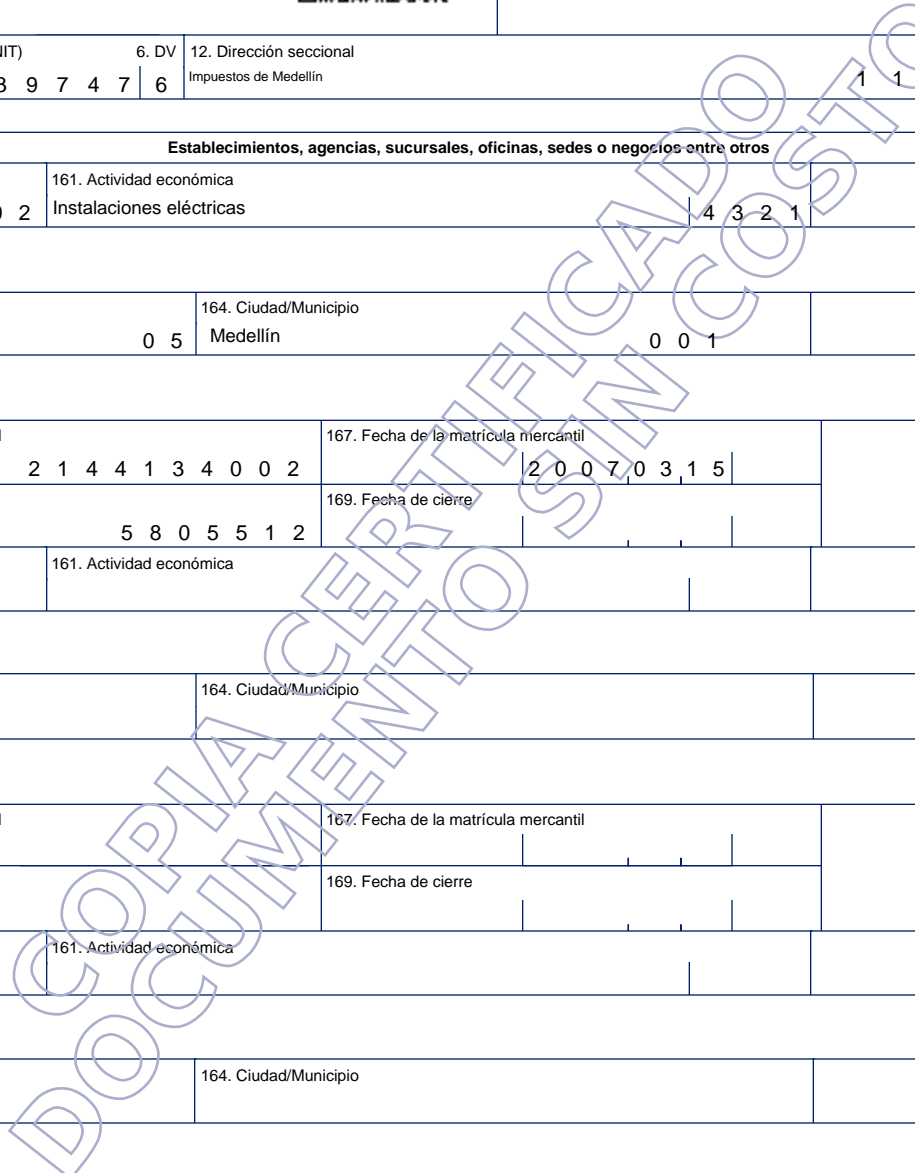 6. DV 12. Dirección seccional
9 7 4 7 6 Impuestos de Medellín 1 1
Establecimientos, agencias, sucursales, oficinas, sedes o negocios entre otros
161. Actividad económica
2 Instalaciones eléctricas 4 3 2 1
164. Ciudad/Municipio
0 5 Medellín 0 0 1
167. Fecha de la matrícula mercantil
2 1 4 4 1 3 4 0 0 2 2 0 0 7 0 3 1 5
169. Fecha de cierre
5 8 0 5 5 1 2
161. Actividad económica
164. Ciudad/Municipio
167. Fecha de la matrícula mercantil
169. Fecha de cierre
161. Actividad económica
164. Ciudad/Municipio
COPIA CERTIFICADO
DOCUMENTO SIN COSTO